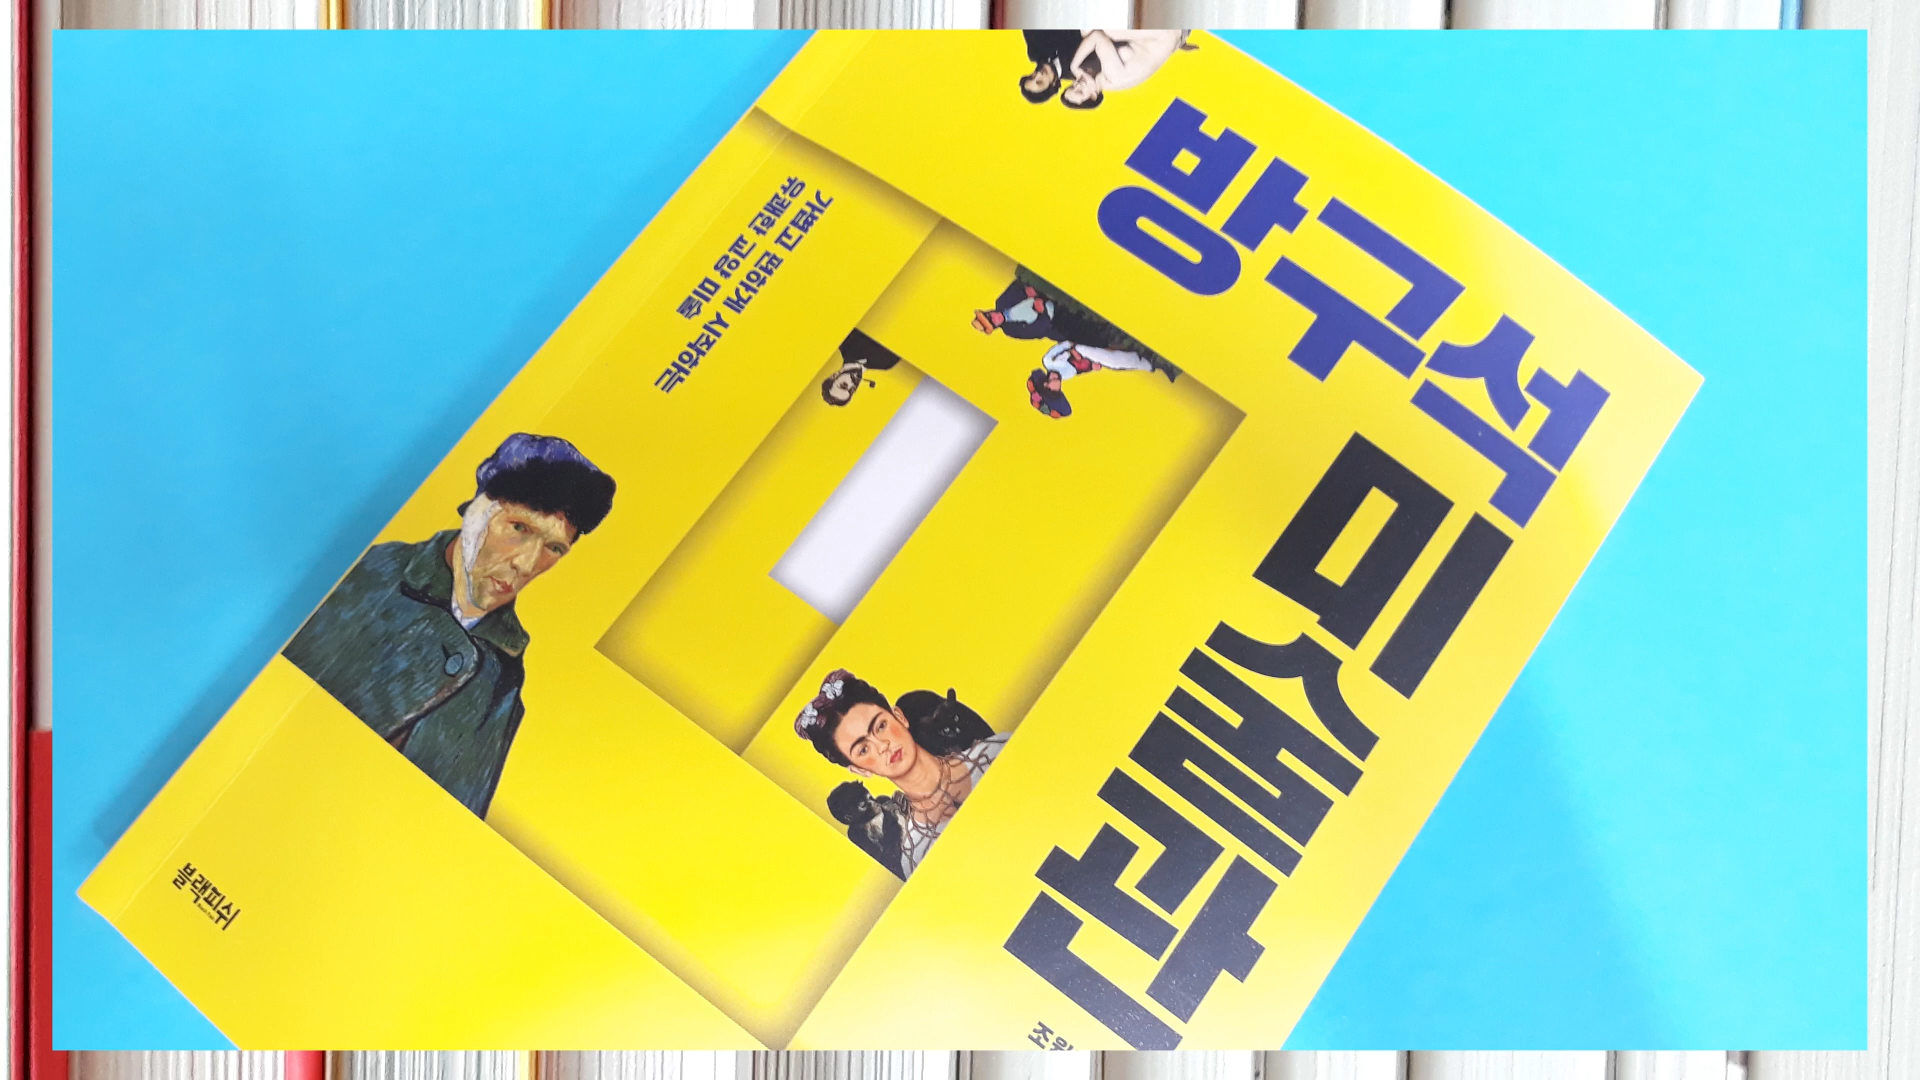 방구석
미술관
가볍고 편하게 시작하는
유쾌한 교양 미술
블랙피쉬